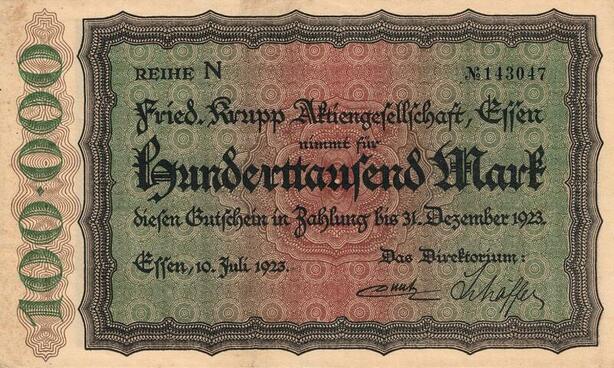 REIHE N
№143047
Fried. Krupp Aktiengesellschaft, Essen
nimmt für
Hunderttausend Mark
diesen Gutschein in Zahlung bis 31. Dezember 1923.
Essen, 10. Juli 1923.
Das Direktorium:
100·000